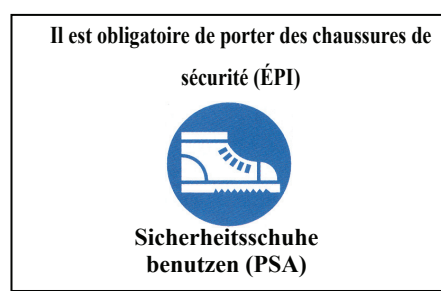 Il est obligatoire de porter des chaussures de
sécurité (ÉPI)
Sicherheitsschuhe
benutzen (PSA)